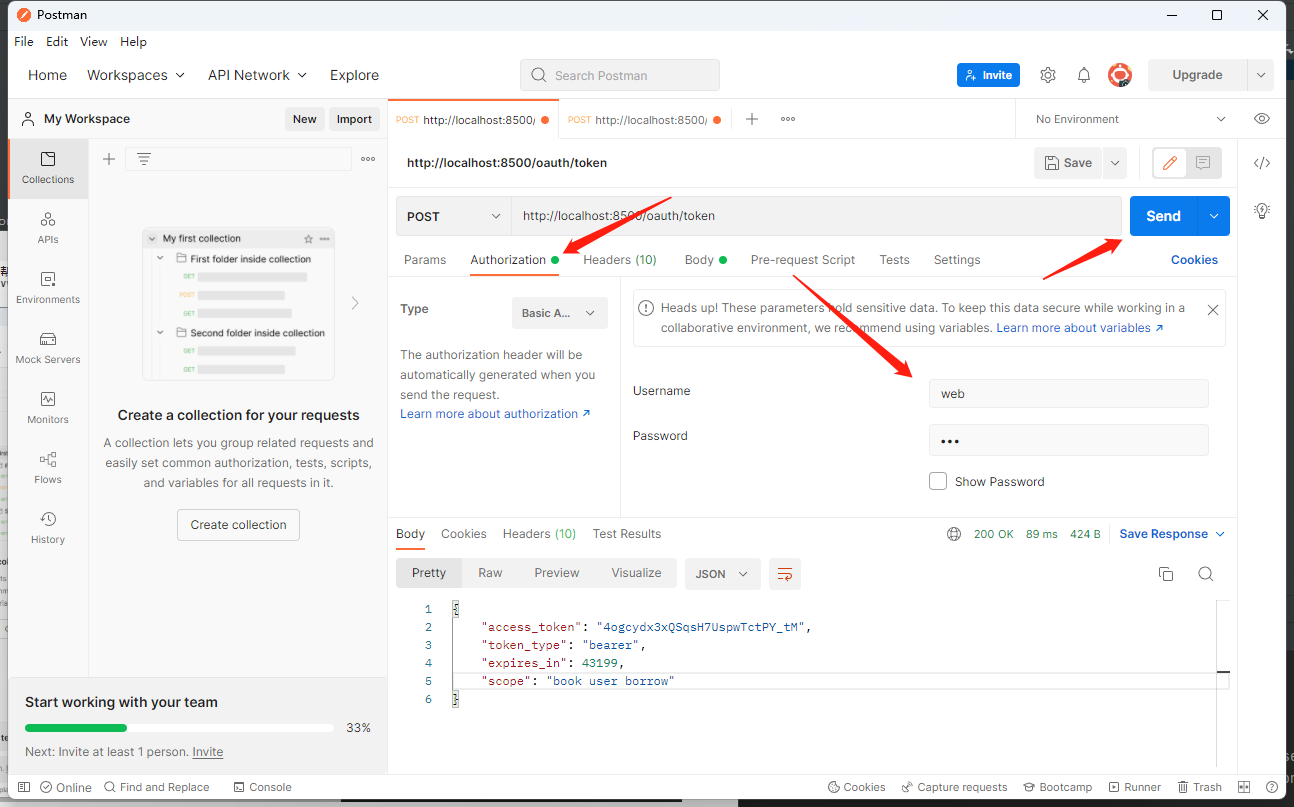 Postman
File Edit View Help
Home Workspaces API Network Explore
Search Postman
Invite
Upgrade
My Workspace
New
Import
POST http://localhost:8500/
POST http://localhost:8500/
No Environment
Collections
APIs
Environments
Mock Servers
Monitors
Flows
History
My first collection
First folder inside collection
GET
POST
GET
Second folder inside collection
GET
GET
Create a collection for your requests
A collection lets you group related requests and
easily set common authorization, tests, scripts,
and variables for all requests in it.
Create collection
Start working with your team
33%
Next: Invite at least 1 person. Invite
http://localhost:8500/oauth/token
Save
POST
http://localhost:8500/oauth/token
Send
Params Authorization Headers (10) Body Pre-request Script Tests Settings
Cookies
Type
Basic A...
The authorization header will be
automatically generated when you
send the request.
Learn more about authorization ↗
Heads up! These parameters hold sensitive data. To keep this data secure while working in a
collaborative environment, we recommend using variables. Learn more about variables ↗
Username
web
Password
•••
Show Password
Body Cookies Headers (10) Test Results
200 OK 89 ms 424 B
Save Response
Pretty Raw Preview Visualize
JSON
1 {
2 "access_token": "4ogcydx3xQSqsH7UspwTctPY_tM",
3 "token_type": "bearer",
4 "expires_in": 43199,
5 "scope": "book user borrow"
6 }
Online
Find and Replace
Console
Cookies
Capture requests
Bootcamp
Runner
Trash